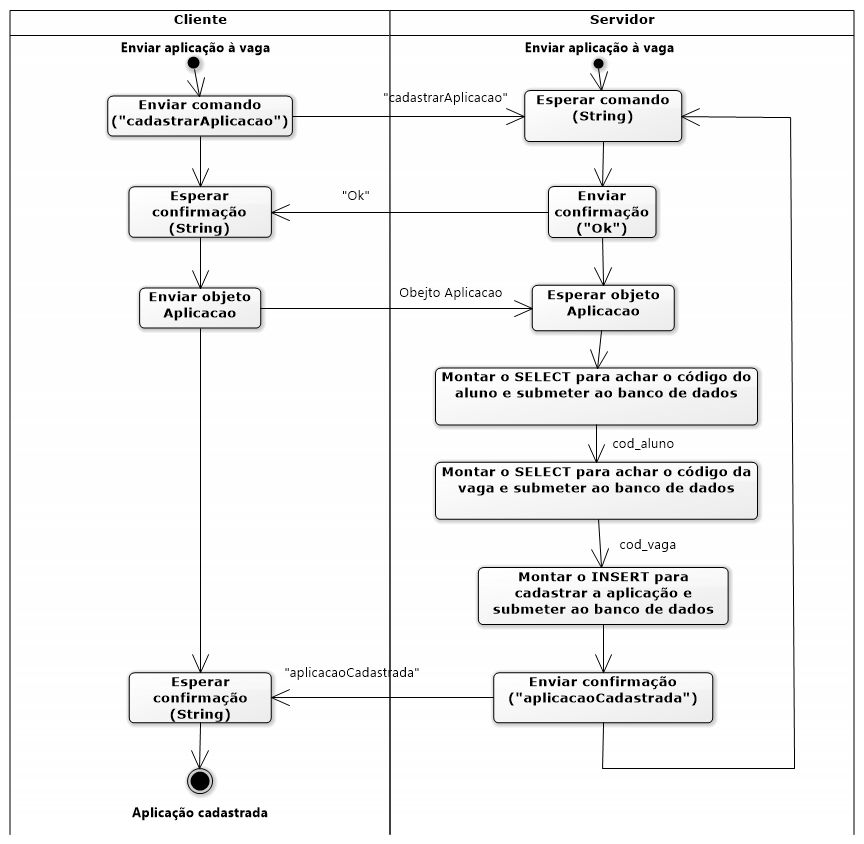 Cliente
Servidor
Enviar aplicação à vaga
Enviar aplicação à vaga
Enviar comando
("cadastrarAplicacao")
"cadastrarAplicacao"
Esperar comando
(String)
Esperar
confirmação
(String)
"Ok"
Enviar
confirmação
("Ok")
Enviar objeto
Aplicacao
Obejto Aplicacao
Esperar objeto
Aplicacao
Montar o SELECT para achar o código do
aluno e submeter ao banco de dados
cod_aluno
Montar o SELECT para achar o código da
vaga e submeter ao banco de dados
cod_vaga
Montar o INSERT para
cadastrar a aplicação e
submeter ao banco de dados
Esperar
confirmação
(String)
"aplicacaoCadastrada"
Enviar confirmação
("aplicacaoCadastrada")
Aplicação cadastrada